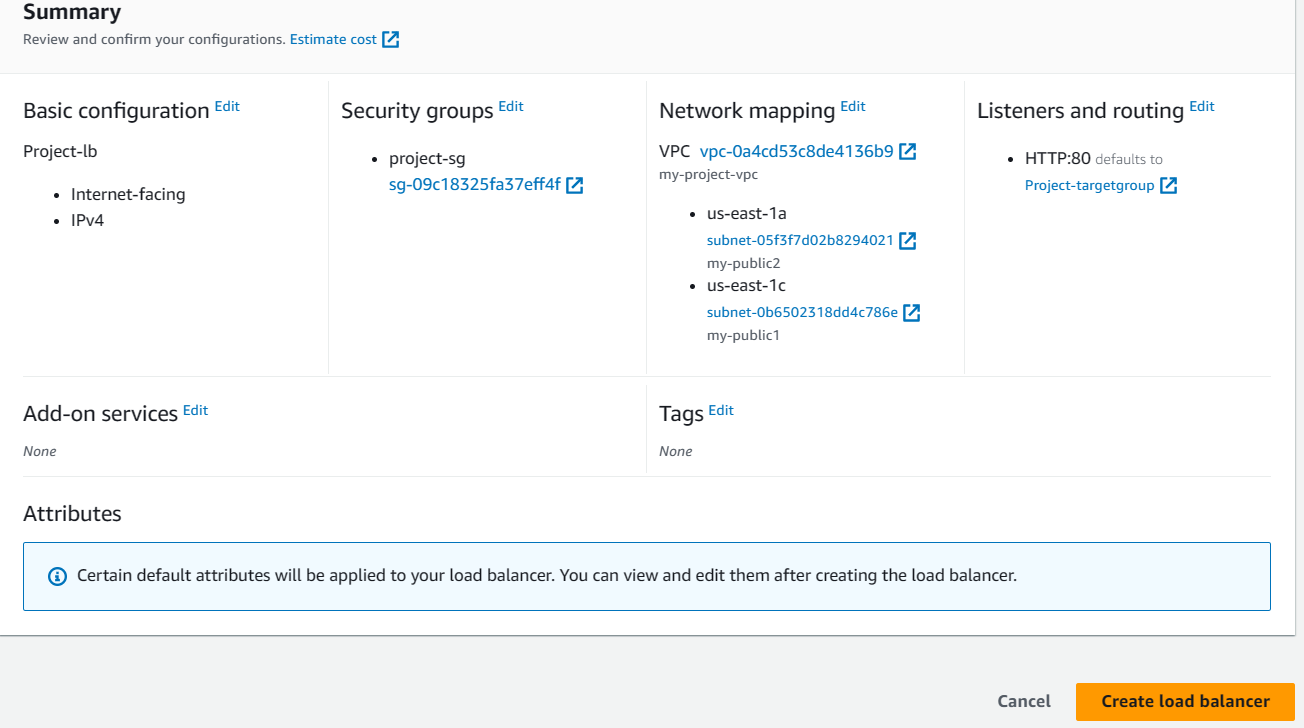 Summary
Review and confirm your configurations. Estimate cost
Basic configuration Edit
Project-lb
Internet-facing
IPv4
Security groups Edit
project-sg
sg-09c18325fa37eff4f
Network mapping Edit
VPC vpc-0a4cd53c8de4136b9
my-project-vpc
us-east-1a
subnet-05f3f7d02b8294021
my-public2
us-east-1c
subnet-0b6502318dd4c786e
my-public1
Listeners and routing Edit
HTTP:80 defaults to
Project-targetgroup
Add-on services Edit
None
Tags Edit
None
Attributes
Certain default attributes will be applied to your load balancer. You can view and edit them after creating the load balancer.
Cancel
Create load balancer